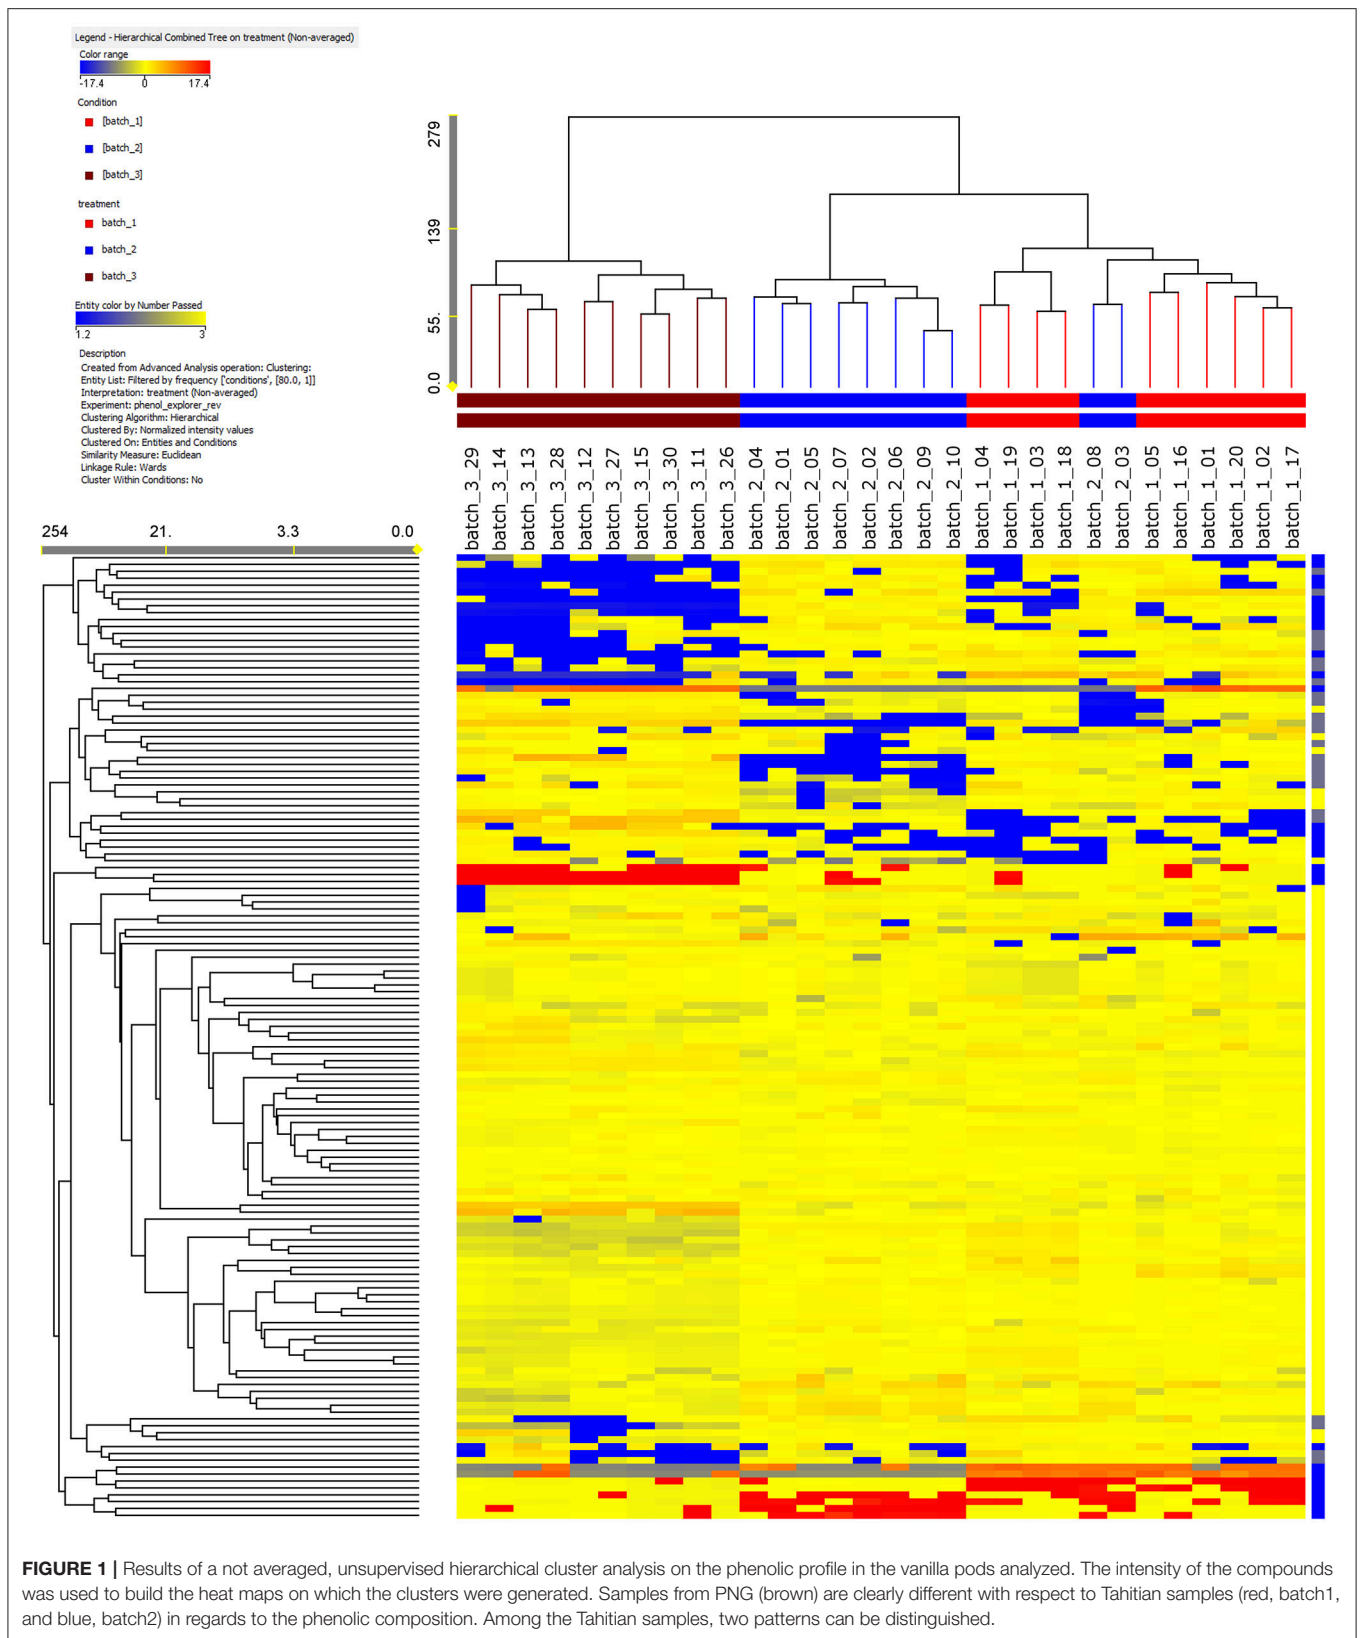 Legend - Hierarchical Combined Tree on treatment (Non-averaged)
Color range
-17.4 0 17.4
Condition
[batch_1]
[batch_2]
[batch_3]
treatment
batch_1
batch_2
batch_3
Entity color by Number Passed
1.2 3
Description
Created from Advanced Analysis operation: Clustering:
Entity List: Filtered by frequency ['conditions', [80.0, 1]]
Interpretation: treatment (Non-averaged)
Experiment: phenol_explorer_rev
Clustering Algorithm: Hierarchical
Clustered By: Normalized intensity values
Clustered On: Entities and Conditions
Similarity Measure: Euclidean
Linkage Rule: Wards
Cluster Within Conditions: No
279
139
55.
0.0
batch_3_29
batch_3_14
batch_3_13
batch_3_28
batch_3_12
batch_3_27
batch_3_15
batch_3_30
batch_3_11
batch_3_26
batch_2_04
batch_2_01
batch_2_05
batch_2_07
batch_2_02
batch_2_06
batch_2_09
batch_2_10
batch_1_04
batch_1_19
batch_1_03
batch_1_18
batch_2_08
batch_2_03
batch_1_05
batch_1_16
batch_1_01
batch_1_20
batch_1_02
batch_1_17
254 21. 3.3 0.0
FIGURE 1 | Results of a not averaged, unsupervised hierarchical cluster analysis on the phenolic profile in the vanilla pods analyzed. The intensity of the compounds
was used to build the heat maps on which the clusters were generated. Samples from PNG (brown) are clearly different with respect to Tahitian samples (red, batch1,
and blue, batch2) in regards to the phenolic composition. Among the Tahitian samples, two patterns can be distinguished.